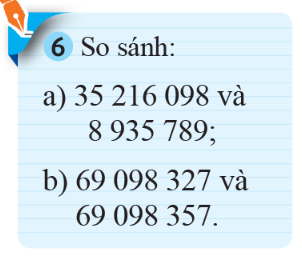 6 So sánh:
a) 35 216 098 và
8 935 789;
b) 69 098 327 và
69 098 357.